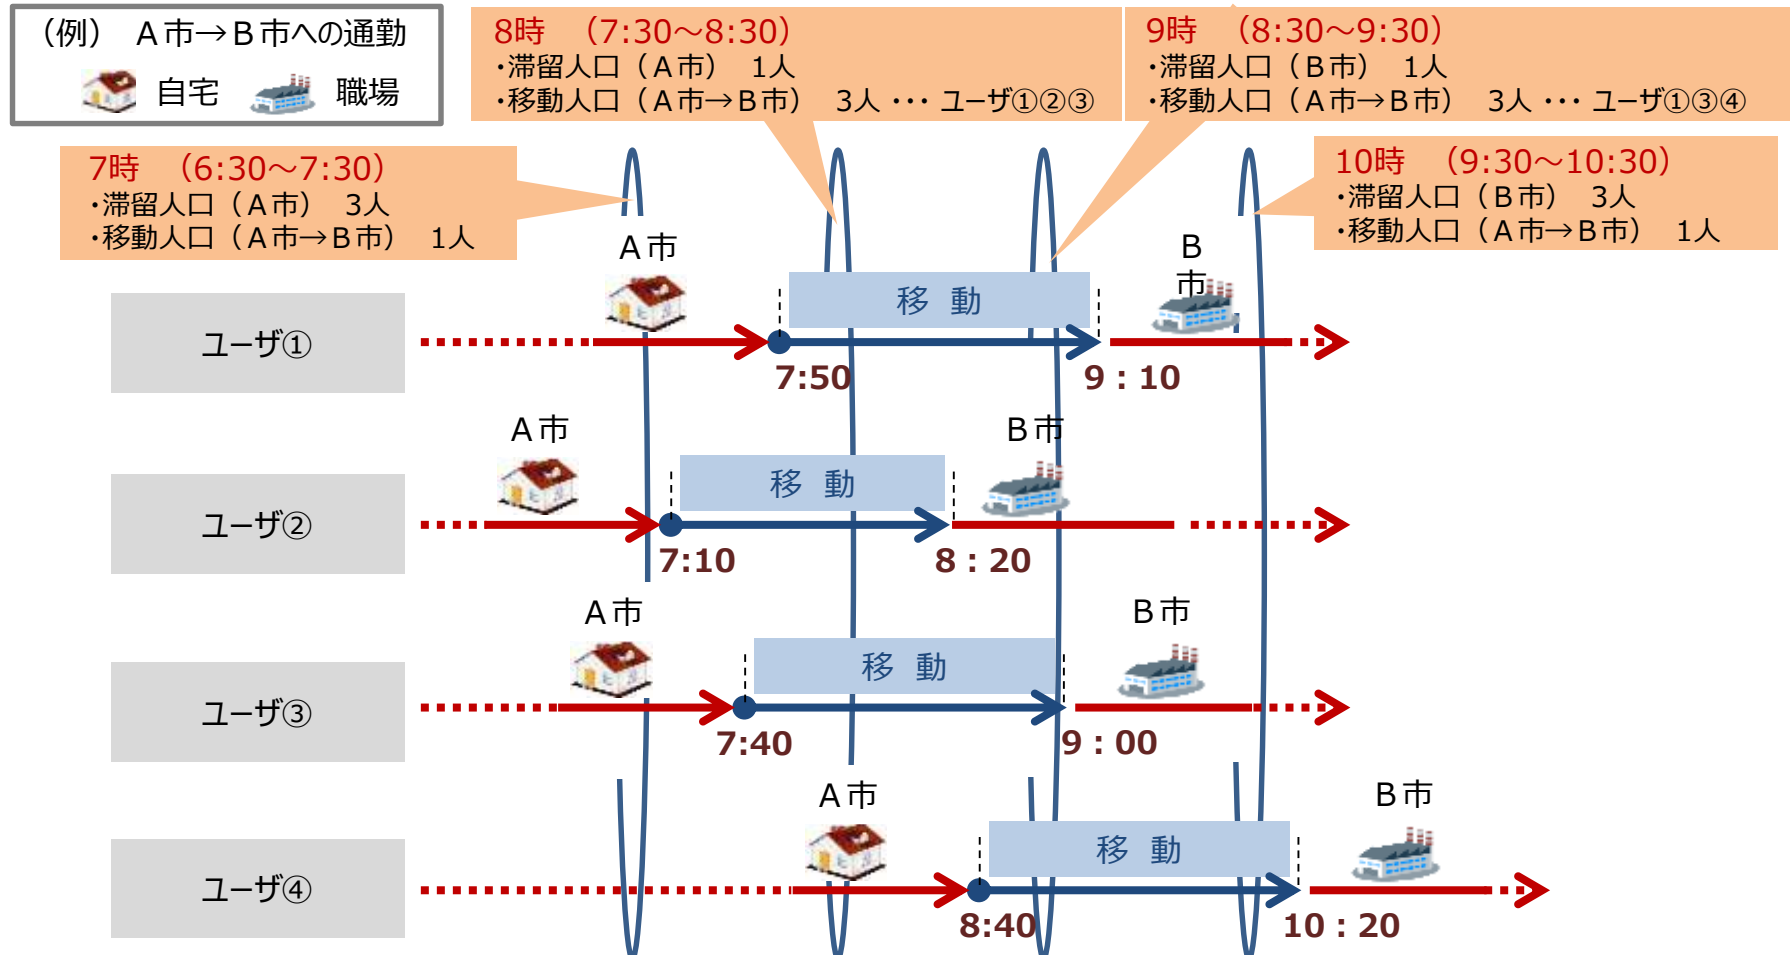 （例）　Ａ市→Ｂ市への通勤
自宅　職場
8時　（7:30～8:30）
・滞留人口（Ａ市）　1人
・移動人口（Ａ市→Ｂ市）　3人 ・・・ ユーザ①②③
9時　（8:30～9:30）
・滞留人口（Ｂ市）　1人
・移動人口（Ａ市→Ｂ市）　3人 ・・・ ユーザ①③④
7時　（6:30～7:30）
・滞留人口（Ａ市）　3人
・移動人口（Ａ市→Ｂ市）　1人
10時　（9:30～10:30）
・滞留人口（Ｂ市）　3人
・移動人口（Ａ市→Ｂ市）　1人
Ａ市
Ｂ
市
移 動
ユーザ①
7:50
9：10
Ａ市
Ｂ市
移 動
ユーザ②
7:10
8：20
Ａ市
Ｂ市
移 動
ユーザ③
7:40
9：00
Ａ市
Ｂ市
移 動
ユーザ④
8:40
10：20